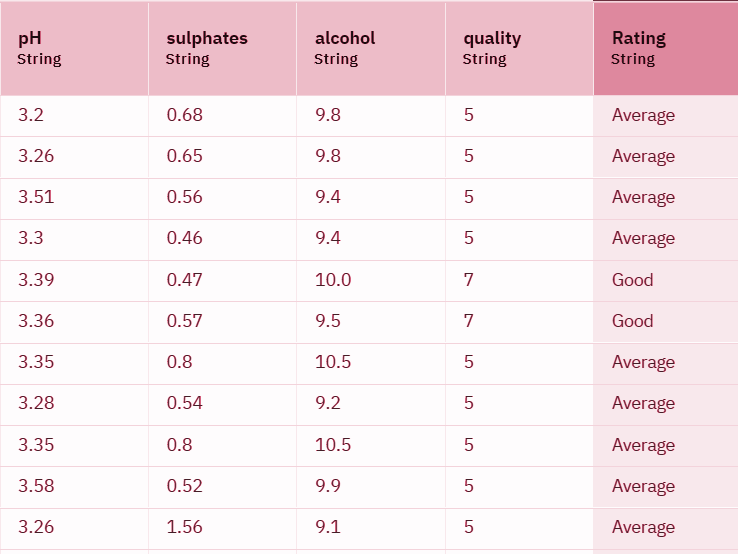 pH sulphates alcohol quality Rating
String String String String String
3.2 0.68 9.8 5 Average
3.26 0.65 9.8 5 Average
3.51 0.56 9.4 5 Average
3.3 0.46 9.4 5 Average
3.39 0.47 10.0 7 Good
3.36 0.57 9.5 7 Good
3.35 0.8 10.5 5 Average
3.28 0.54 9.2 5 Average
3.35 0.8 10.5 5 Average
3.58 0.52 9.9 5 Average
3.26 1.56 9.1 5 Average